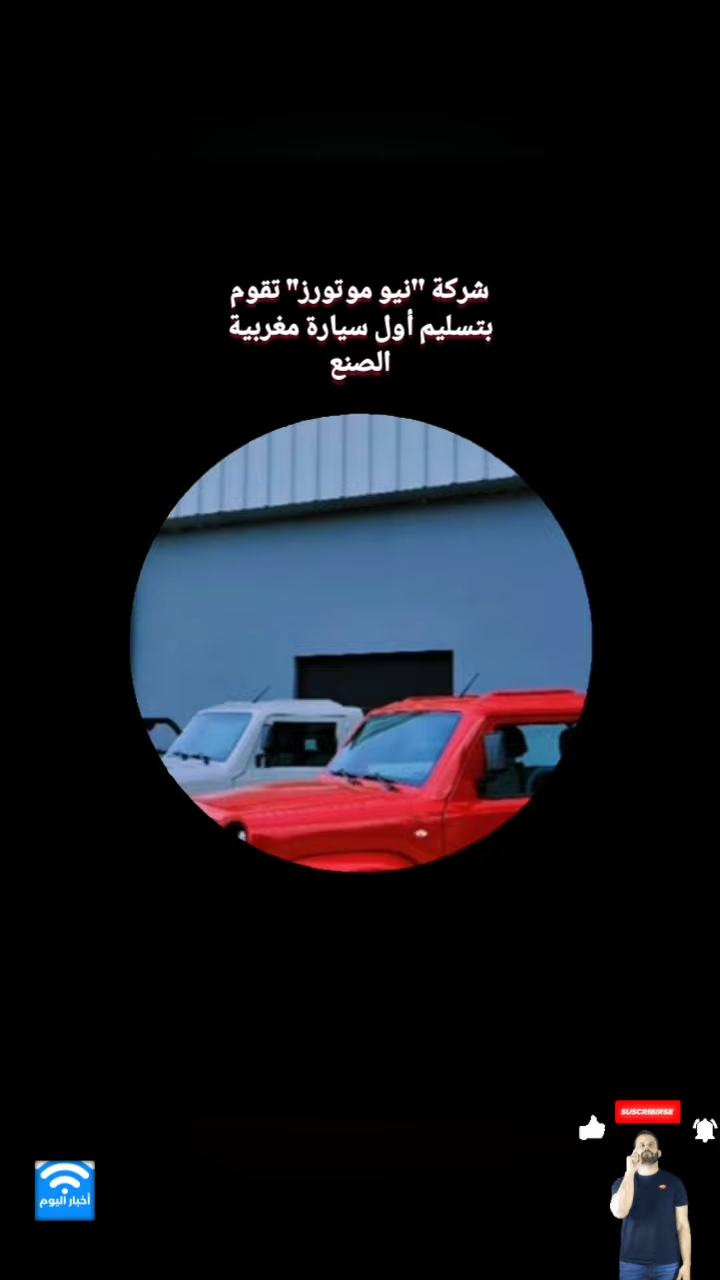 شركة "نيو موتورز" تقوم
بتسليم أول سيارة مغربية
الصنع
SUSCRIBIRSE
أخبار اليوم